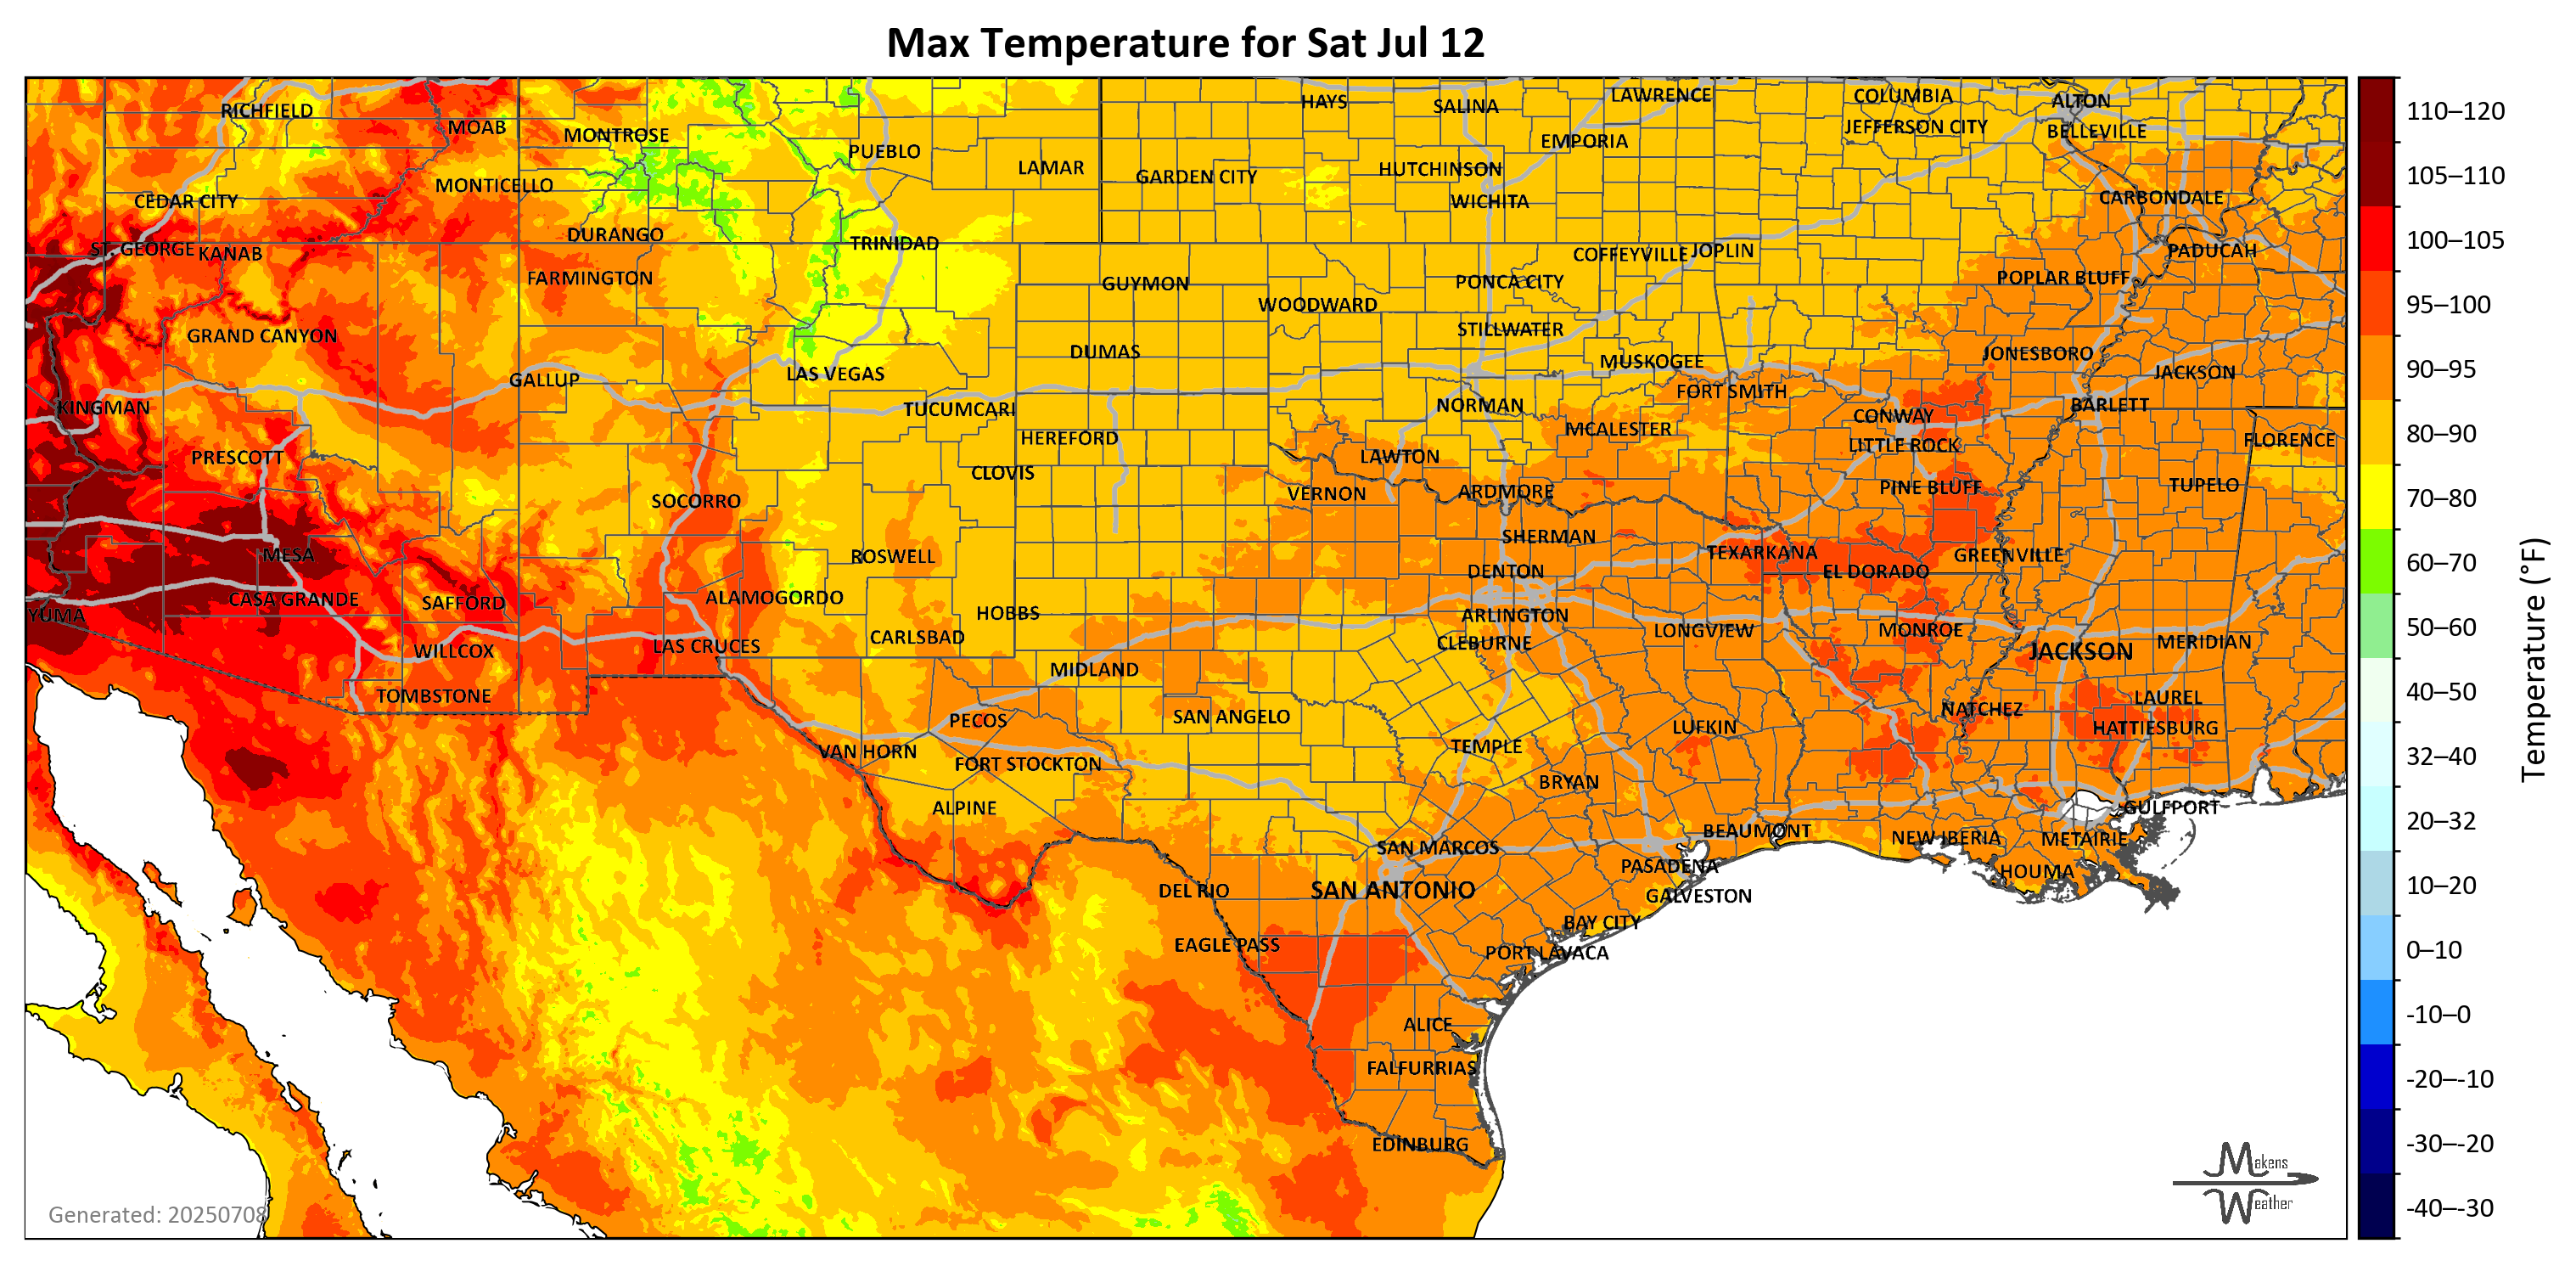 Max Temperature for Sat Jul 12
RICHFIELD
MOAB
MONTROSE
PUEBLO
LAMAR
HAYS
SALINA
LAWRENCE
COLUMBIA
ALTON
JEFFERSON CITY
BELLEVILLE
EMPORIA
HUTCHINSON
GARDEN CITY
WICHITA
MONTICELLO
CEDAR CITY
CARBONDALE
DURANGO
TRINIDAD
ST. GEORGE
KANAB
COFFEYVILLE
JOPLIN
PADUCAH
FARMINGTON
GUYMON
PONCA CITY
POPLAR BLUFF
WOODWARD
GRAND CANYON
STILLWATER
DUMAS
MUSKOGEE
JONESBORO
JACKSON
GALLUP
LAS VEGAS
FORT SMITH
KINGMAN
TUCUMCARI
NORMAN
CONWAY
BARLETT
HEREFORD
MCALESTER
LITTLE ROCK
FLORENCE
PRESCOTT
CLOVIS
LAWTON
PINE BLUFF
TUPELO
SOCORRO
VERNON
ARDMORE
SHERMAN
MESA
ROSWELL
TEXARKANA
GREENVILLE
DENTON
EL DORADO
CASA GRANDE
SAFFORD
ALAMOGORDO
HOBBS
ARLINGTON
YUMA
CARLSBAD
CLEBURNE
LONGVIEW
MONROE
JACKSON
MERIDIAN
WILLCOX
LAS CRUCES
MIDLAND
TOMBSTONE
PECOS
SAN ANGELO
NATCHEZ
LAUREL
LUFKIN
HATTIESBURG
VAN HORN
TEMPLE
FORT STOCKTON
BRYAN
ALPINE
GULFPORT
BEAUMONT
NEW IBERIA
METAIRIE
SAN MARCOS
PASADENA
HOUMA
DEL RIO
SAN ANTONIO
GALVESTON
BAY CITY
EAGLE PASS
PORT LAVACA
ALICE
FALFURRIAS
EDINBURG
Generated: 20250708
Makens
Weather
110–120
105–110
100–105
95–100
90–95
80–90
70–80
60–70
50–60
40–50
32–40
20–32
10–20
0–10
-10–0
-20–-10
-30–-20
-40–-30
Temperature (°F)